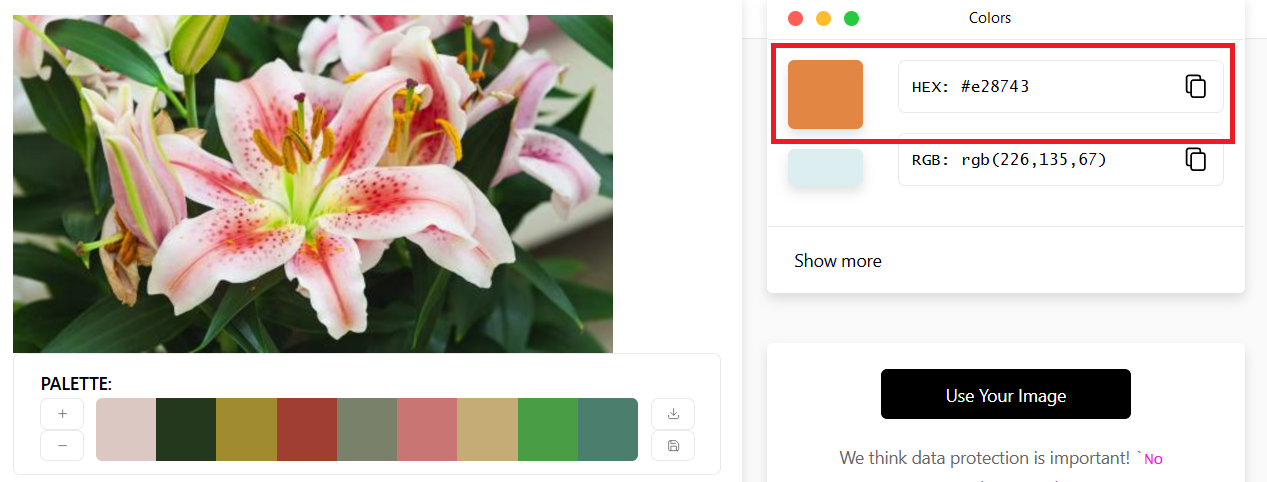 Colors
HEX: #e28743
RGB: rgb(226,135,67)
Show more
PALETTE:
+
−
Use Your Image
We think data protection is important! `No